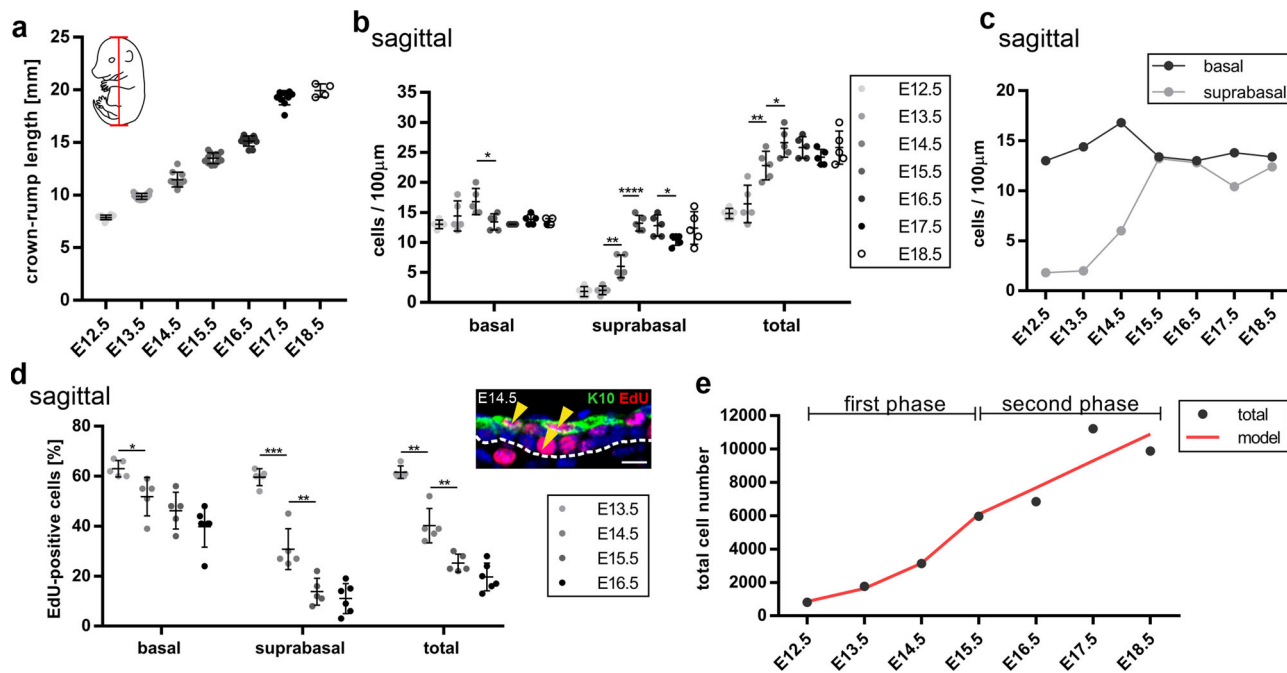 a
crown-rump length [mm]
25
20
15
10
5
0
E12.5
E13.5
E14.5
E15.5
E16.5
E17.5
E18.5
b
sagittal
cells / 100μm
35
30
25
20
15
10
5
0
*
**
****
*
**
*
basal
suprabasal
total
E12.5
E13.5
E14.5
E15.5
E16.5
E17.5
E18.5
c
sagittal
basal
suprabasal
cells / 100μm
20
15
10
5
0
E12.5
E13.5
E14.5
E15.5
E16.5
E17.5
E18.5
d
sagittal
EdU-positive cells [%]
80
60
40
20
0
*
***
**
**
**
basal
suprabasal
total
E14.5 K10 EdU
E13.5
E14.5
E15.5
E16.5
e
first phase second phase
total
model
total cell number
12000
10000
8000
6000
4000
2000
0
E12.5
E13.5
E14.5
E15.5
E16.5
E17.5
E18.5